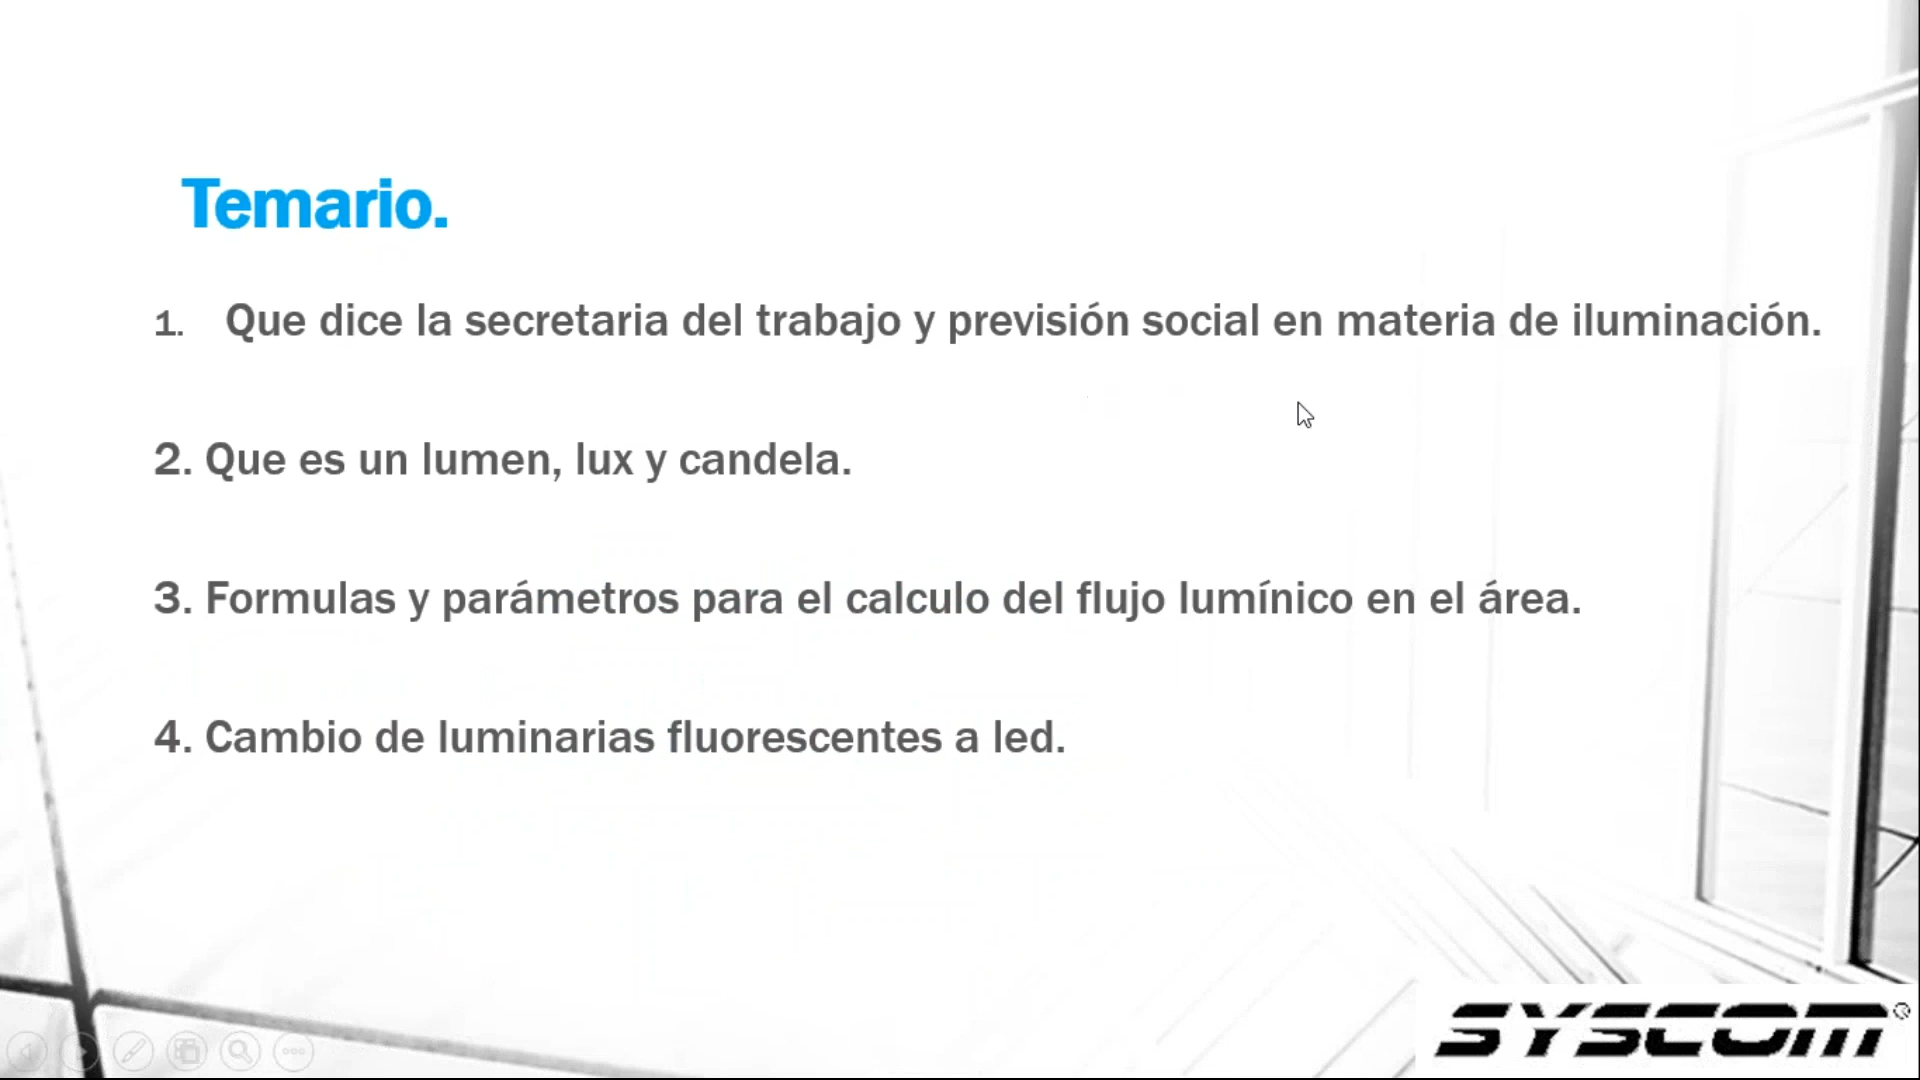 Temario.
1. Que dice la secretaria del trabajo y previsión social en materia de iluminación.
2. Que es un lumen, lux y candela.
3. Formulas y parámetros para el calculo del flujo lumínico en el área.
4. Cambio de luminarias fluorescentes a led.
SYSCOM®